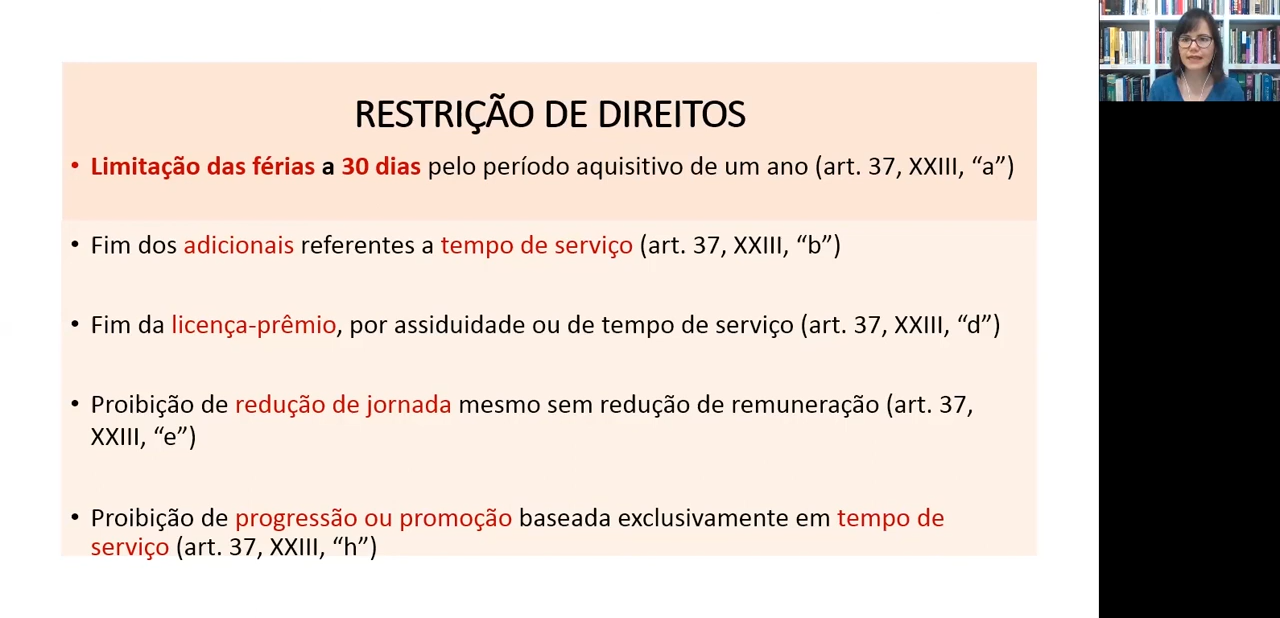 RESTRIÇÃO DE DIREITOS
• Limitação das férias a 30 dias pelo período aquisitivo de um ano (art. 37, XXIII, “a”)
• Fim dos adicionais referentes a tempo de serviço (art. 37, XXIII, “b”)
• Fim da licença-prêmio, por assiduidade ou de tempo de serviço (art. 37, XXIII, “d”)
• Proibição de redução de jornada mesmo sem redução de remuneração (art. 37,
XXIII, “e”)
• Proibição de progressão ou promoção baseada exclusivamente em tempo de
serviço (art. 37, XXIII, “h”)